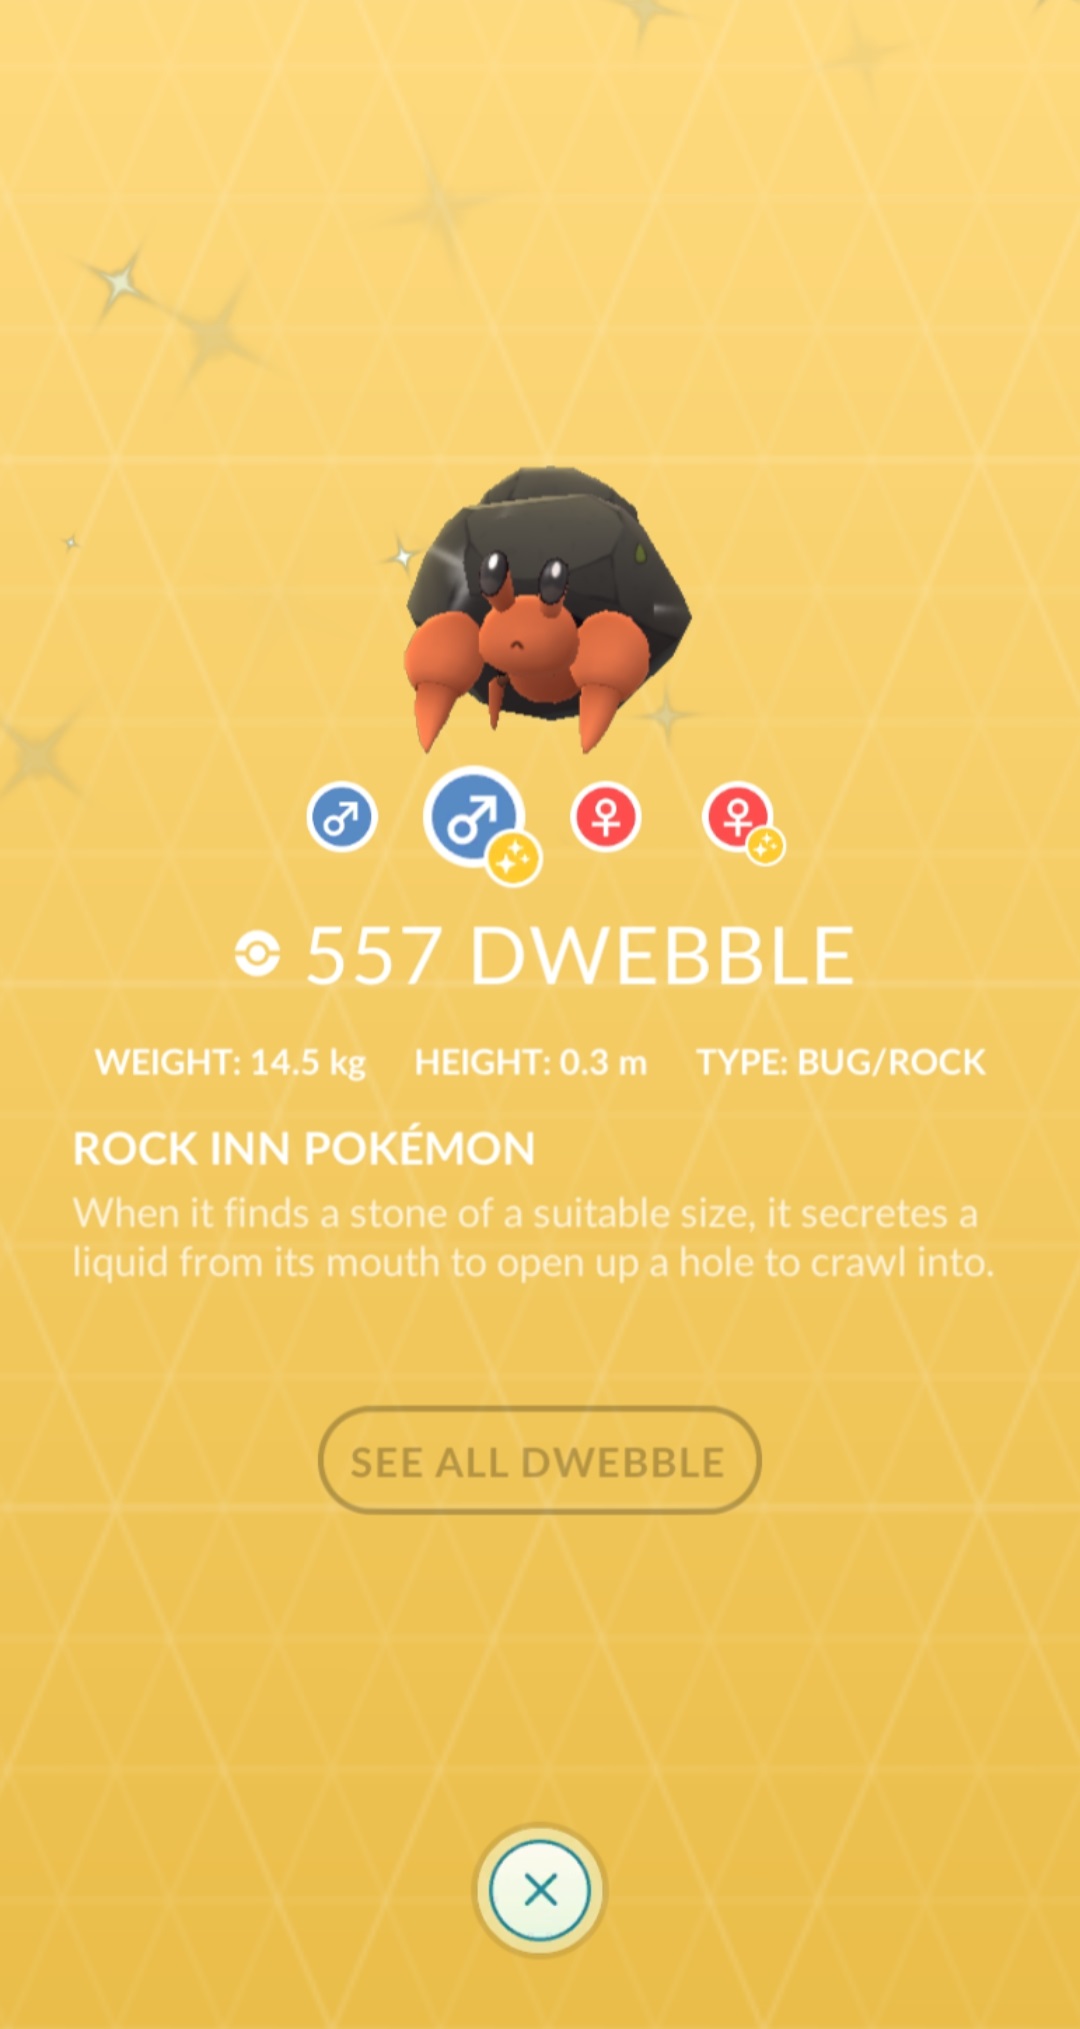 557 DWEBBLE
WEIGHT: 14.5 kg HEIGHT: 0.3 m TYPE: BUG/ROCK
ROCK INN POKÉMON
When it finds a stone of a suitable size, it secretes a
liquid from its mouth to open up a hole to crawl into.
SEE ALL DWEBBLE